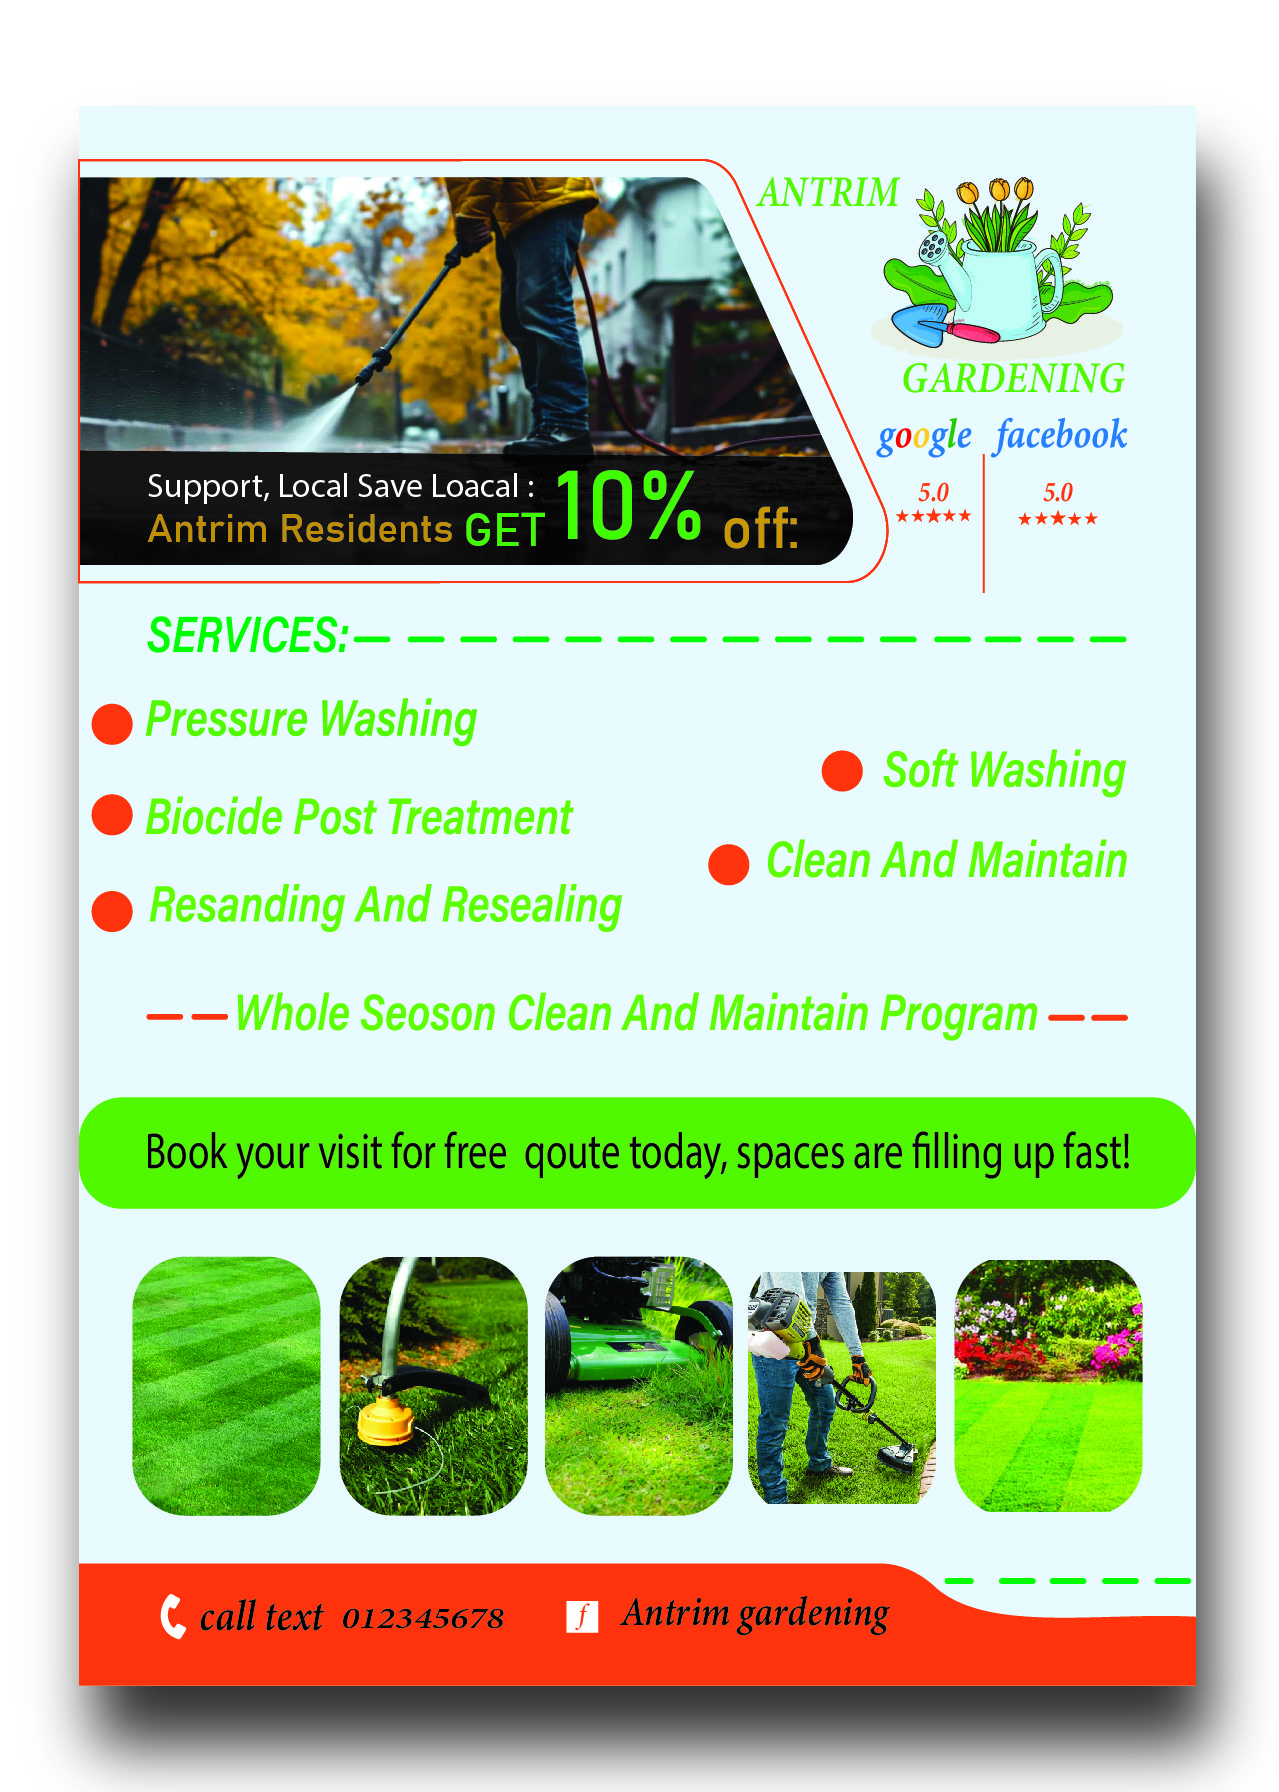 ANTRIM
GARDENING
google facebook
5.0 5.0
Support, Local Save Loacal :
Antrim Residents GET 10% off:
SERVICES:
Pressure Washing
Soft Washing
Biocide Post Treatment
Clean And Maintain
Resanding And Resealing
Whole Seoson Clean And Maintain Program
Book your visit for free qoute today, spaces are filling up fast!
call text 012345678
f Antrim gardening